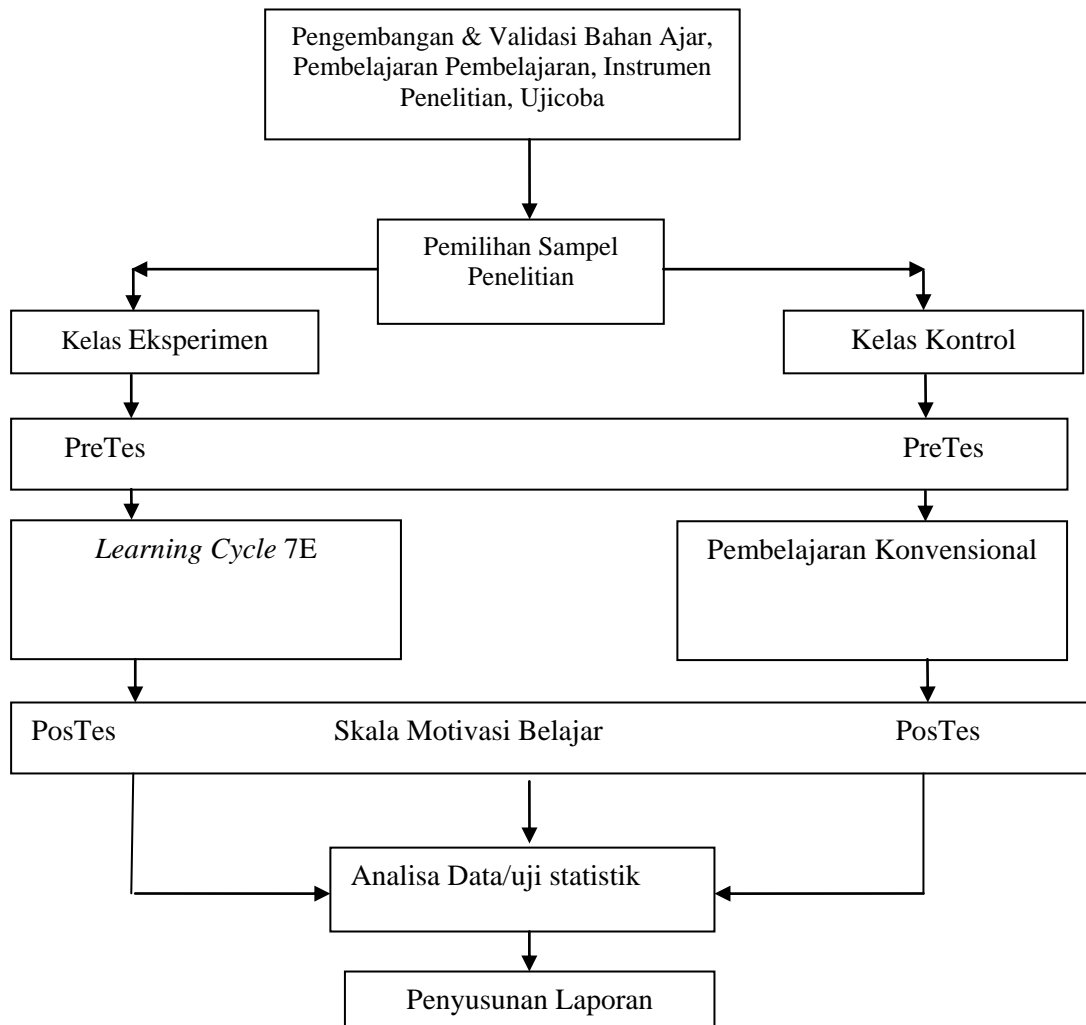 Pengembangan & Validasi Bahan Ajar,
Pembelajaran Pembelajaran, Instrumen
Penelitian, Ujicoba
Pemilihan Sampel
Penelitian
Kelas Eksperimen
Kelas Kontrol
PreTes
PreTes
Learning Cycle 7E
Pembelajaran Konvensional
PosTes
Skala Motivasi Belajar
PosTes
Analisa Data/uji statistik
Penyusunan Laporan